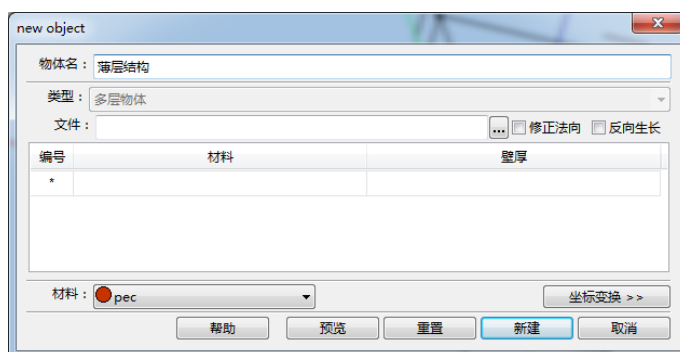 new object
物体名： 薄层结构
类型： 多层物体
文件： ... 修正法向 反向生长
编号 材料 壁厚
*
材料： pec 坐标变换 >>
帮助 预览 重置 新建 取消